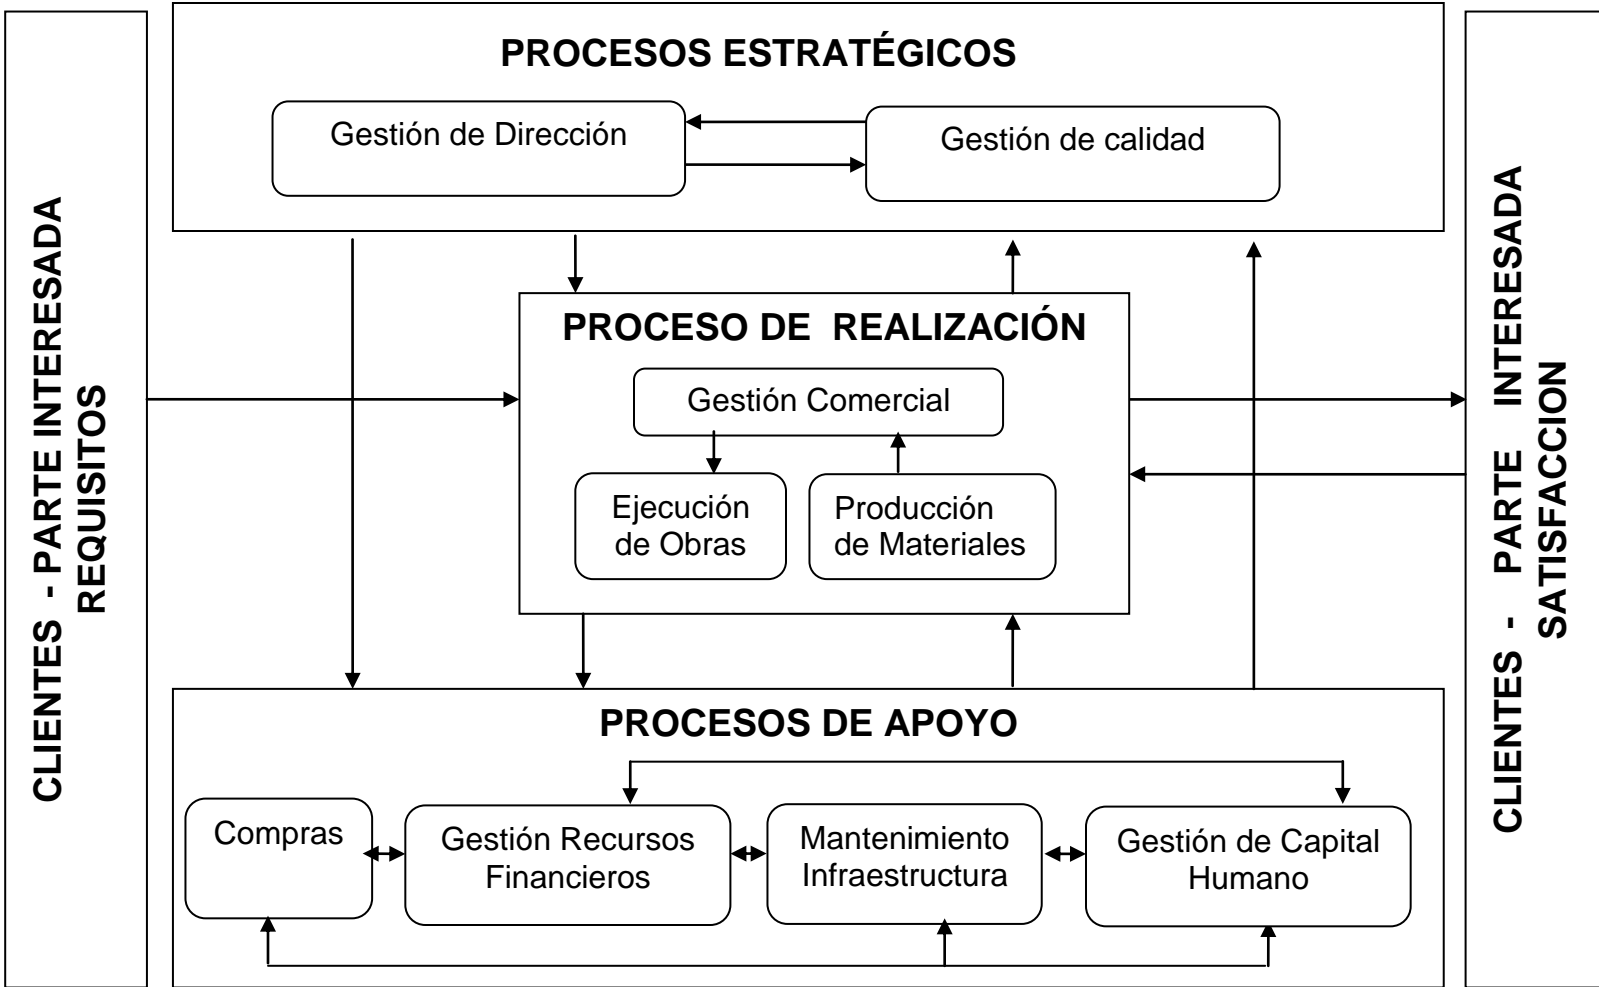 CLIENTES - PARTE INTERESADA
REQUISITOS
PROCESOS ESTRATÉGICOS
Gestión de Dirección
Gestión de calidad
PROCESO DE REALIZACIÓN
Gestión Comercial
Ejecución
de Obras
Producción
de Materiales
PROCESOS DE APOYO
Compras
Gestión Recursos
Financieros
Mantenimiento
Infraestructura
Gestión de Capital
Humano
CLIENTES - PARTE INTERESADA
SATISFACCION